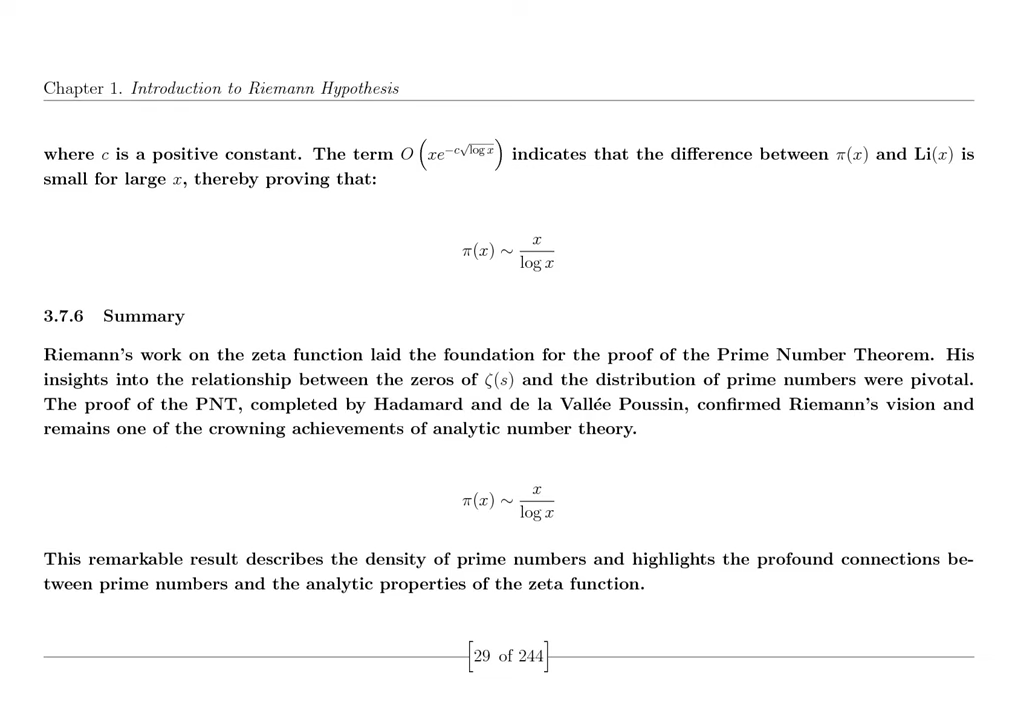 Chapter 1. Introduction to Riemann Hypothesis
where c is a positive constant. The term O(xe^{−c√log x}) indicates that the difference between π(x) and Li(x) is
small for large x, thereby proving that:
π(x) ∼ x / log x
3.7.6 Summary
Riemann's work on the zeta function laid the foundation for the proof of the Prime Number Theorem. His
insights into the relationship between the zeros of ζ(s) and the distribution of prime numbers were pivotal.
The proof of the PNT, completed by Hadamard and de la Vallée Poussin, confirmed Riemann's vision and
remains one of the crowning achievements of analytic number theory.
π(x) ∼ x / log x
This remarkable result describes the density of prime numbers and highlights the profound connections be-
tween prime numbers and the analytic properties of the zeta function.
[29 of 244]